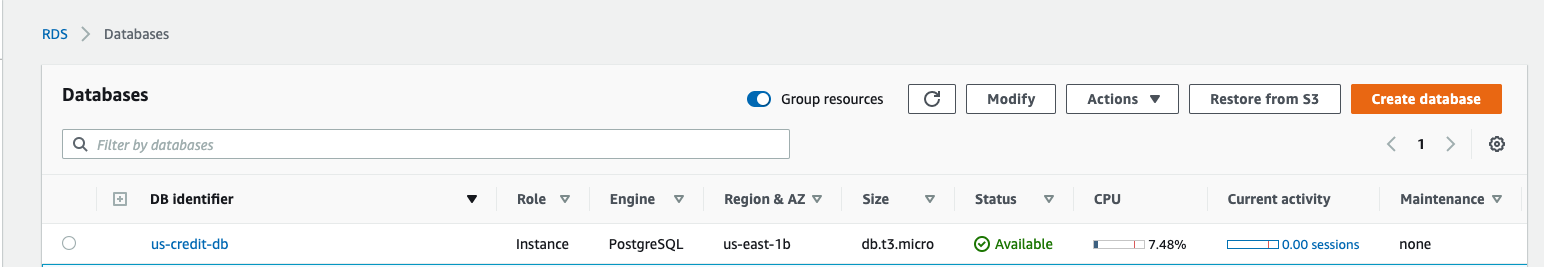 RDS > Databases
Databases Group resources Modify Actions Restore from S3 Create database
Filter by databases 1
DB identifier Role Engine Region & AZ Size Status CPU Current activity Maintenance
us-credit-db Instance PostgreSQL us-east-1b db.t3.micro Available 7.48% 0.00 sessions none